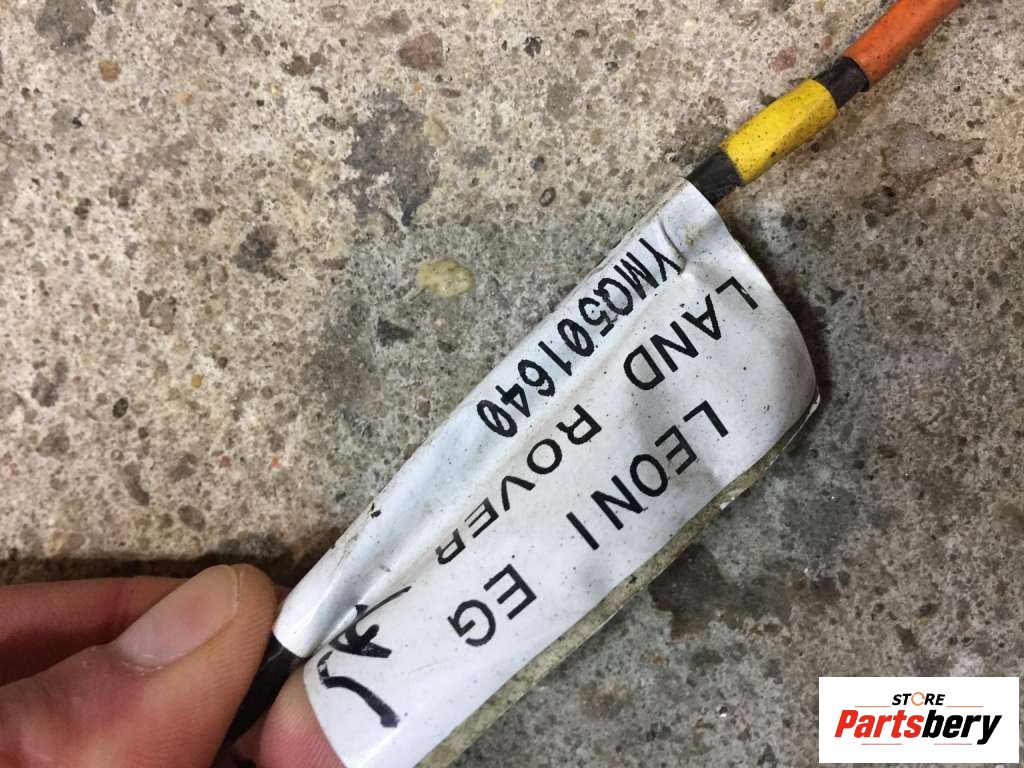 YMQ501640
LAND ROVER
LEONI EG
STORE
Partsbery